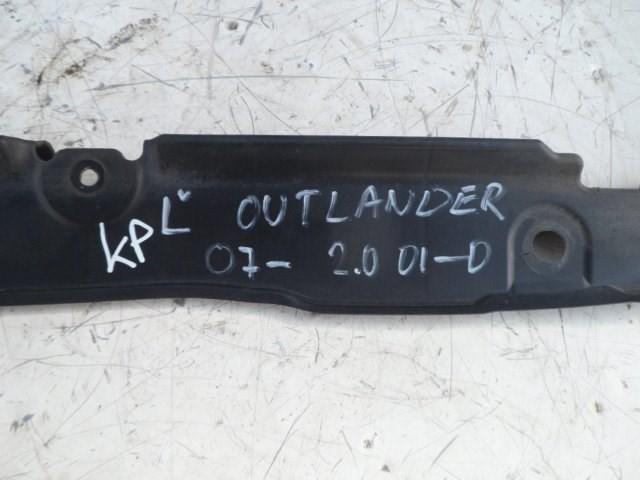 KPL OUTLANDER
07- 2.0 DI-D